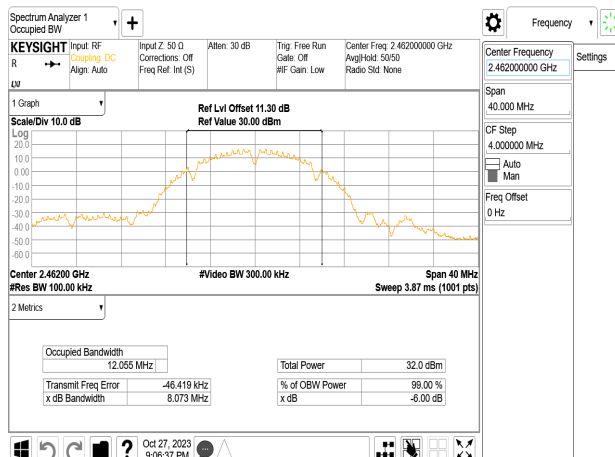 Spectrum Analyzer 1
Occupied BW
Frequency
KEYSIGHT
R
Input: RF
Coupling: DC
Align: Auto
Input Z: 50 Ω
Corrections: Off
Freq Ref: Int (S)
Atten: 30 dB
Trig: Free Run
Gate: Off
#IF Gain: Low
Center Freq: 2.462000000 GHz
Avg|Hold: 50/50
Radio Std: None
Center Frequency
2.462000000 GHz
Settings
Span
40.000 MHz
CF Step
4.000000 MHz
Auto
Man
Freq Offset
0 Hz
1 Graph
Scale/Div 10.0 dB
Ref Lvl Offset 11.30 dB
Ref Value 30.00 dBm
Log
20.0
10.0
0.00
-10.0
-20.0
-30.0
-40.0
-50.0
-60.0
Center 2.46200 GHz
#Res BW 100.00 kHz
#Video BW 300.00 kHz
Span 40 MHz
Sweep 3.87 ms (1001 pts)
2 Metrics
Occupied Bandwidth
12.055 MHz
Transmit Freq Error -46.419 kHz
x dB Bandwidth 8.073 MHz
Total Power 32.0 dBm
% of OBW Power 99.00 %
x dB -6.00 dB
?
Oct 27, 2023
9:06:37 PM